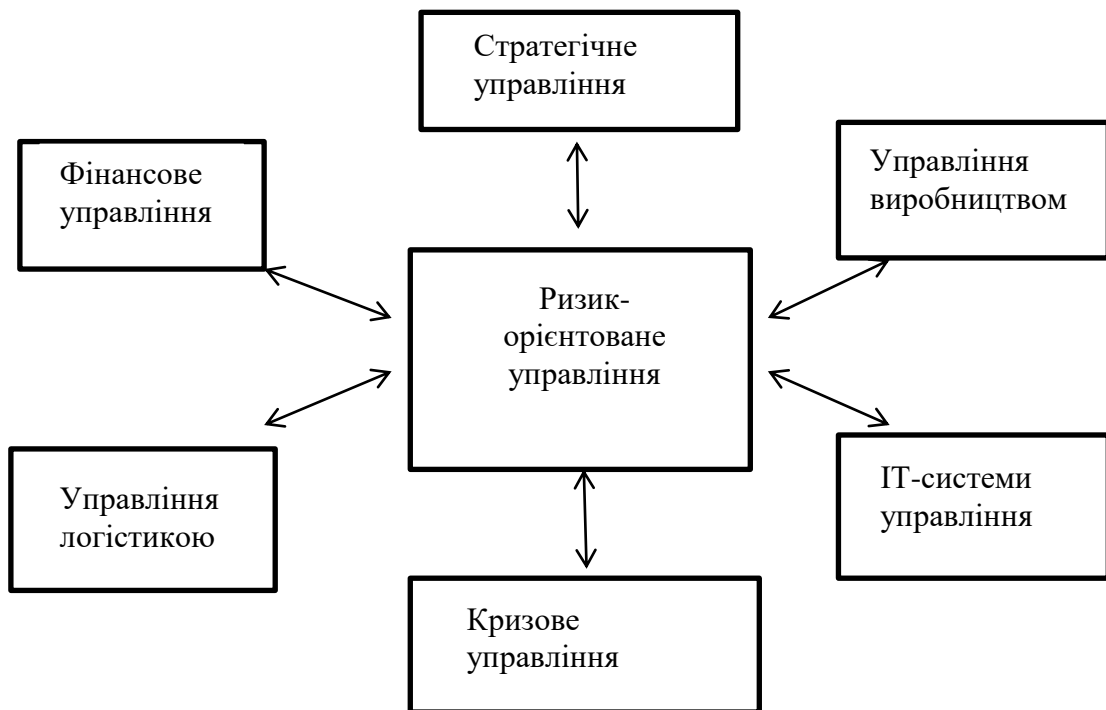 Стратегічне
управління
Фінансове
управління
Управління
виробництвом
Ризик-
орієнтоване
управління
Управління
логістикою
ІТ-системи
управління
Кризове
управління